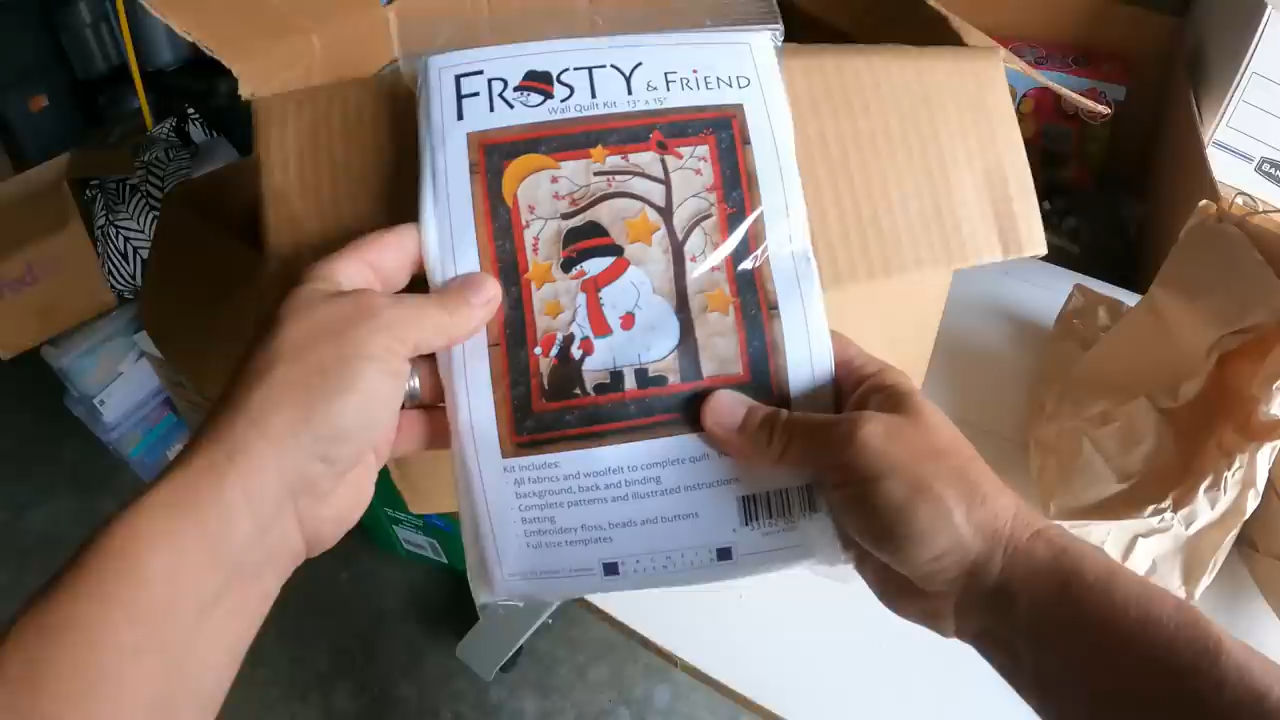 FROSTY & FRIEND
Wall Quilt Kit - 13" x 15"
Kit includes:
- All fabrics and woolfelt to complete quilt
background, back and binding
- Complete patterns and illustrated instructions
- Batting
- Embroidery floss, beads and buttons
- Full size templates